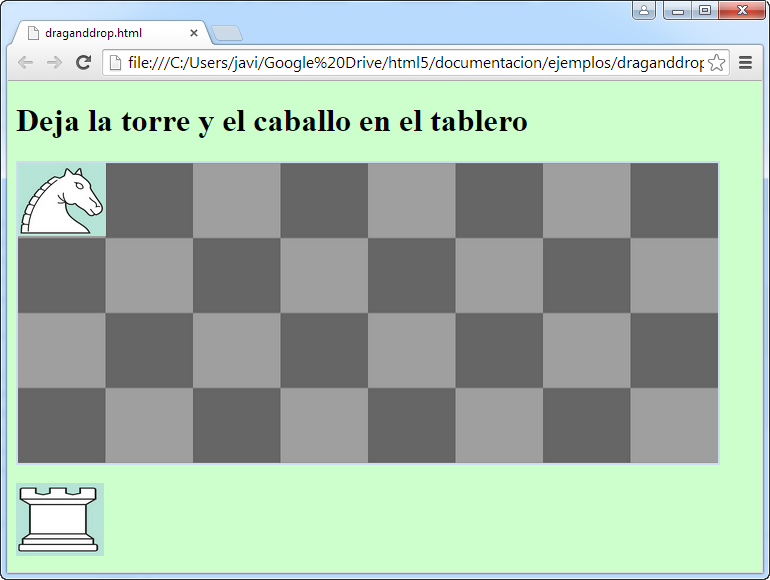 draganddrop.html
file:///C:/Users/javi/Google%20Drive/html5/documentacion/ejemplos/draganddrop
Deja la torre y el caballo en el tablero